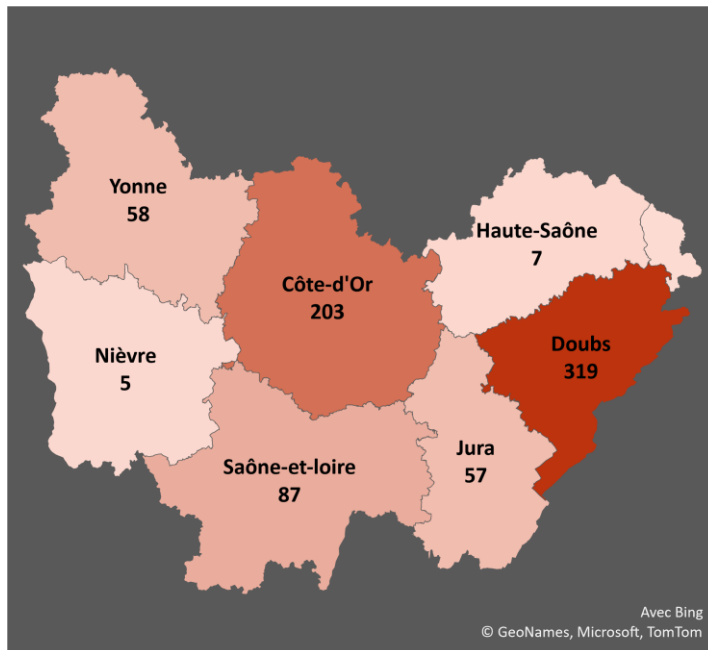 Yonne
58
Côte-d'Or
203
Haute-Saône
7
Nièvre
5
Doubs
319
Saône-et-loire
87
Jura
57
Avec Bing
© GeoNames, Microsoft, TomTom